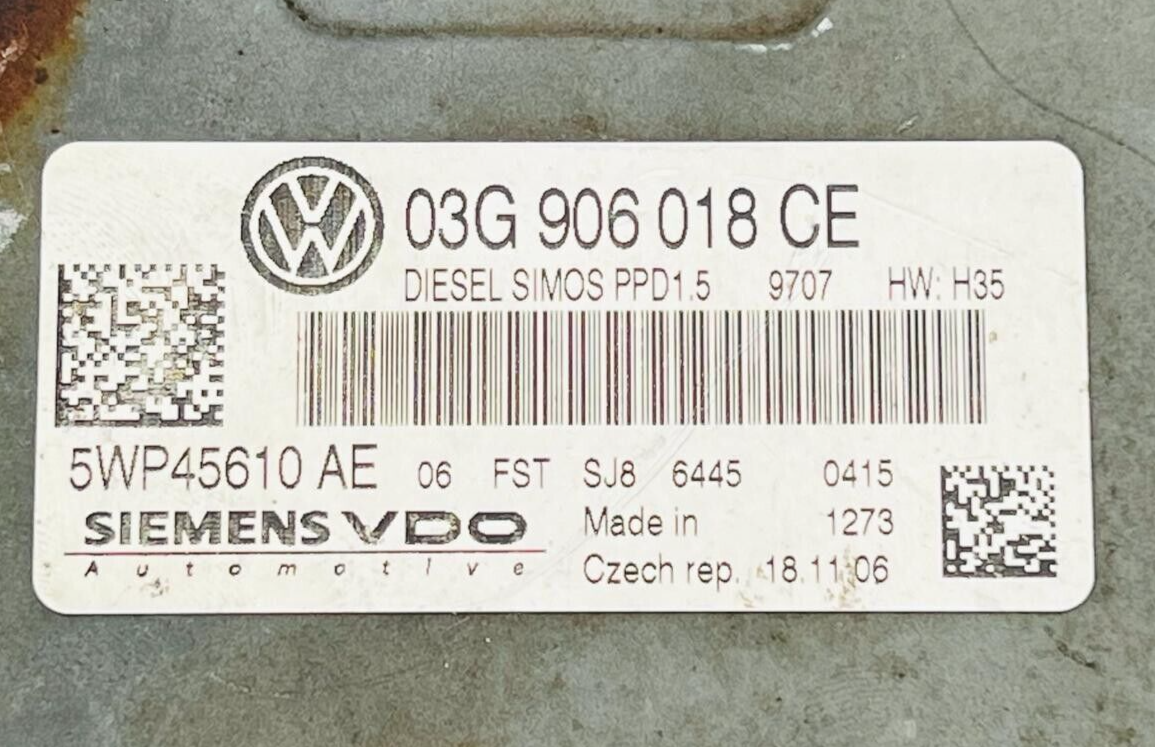 03G 906 018 CE
DIESEL SIMOS PPD1.5 9707 HW: H35
5WP45610 AE 06 FST SJ8 6445 0415
SIEMENS VDO Made in 1273
Automotive Czech rep. 18.11.06